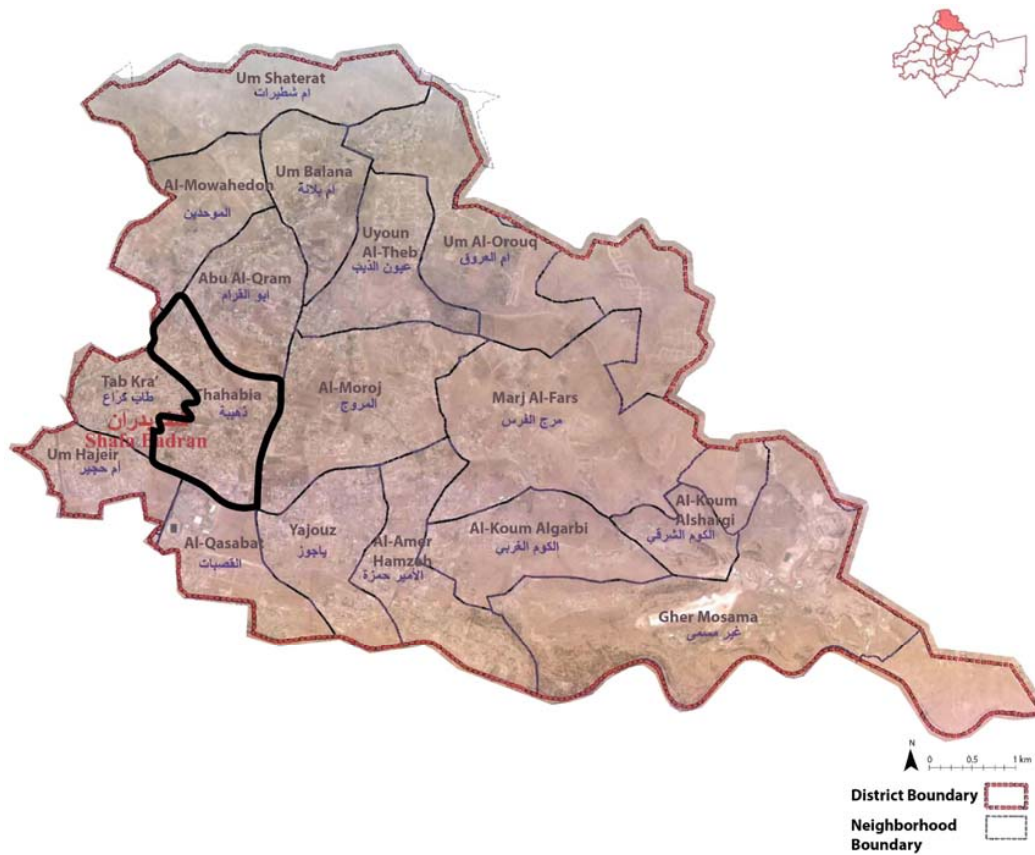 Um Shaterat
ام شطيرات
Um Balana
ام بلانة
Al-Mowahedon
الموحدين
Uyoun
Al-Theb
عيون الذيب
Um Al-Orouq
ام العروق
Abu Al-Qram
ابو القرام
Tab Kra'
طاب كراع
Thahabia
ذهيبة
Al-Moroj
المروج
Marj Al-Fars
مرج الفرس
بدران
Shafa Badran
Um Hajeir
أم حجير
Al-Qasabat
القصبات
Yajouz
ياجوز
Al-Amer
Hamzah
الأمير حمزة
Al-Koum Algarbi
الكوم الغربي
Al-Koum
Alshargi
الكوم الشرقي
Gher Mosama
غير مسمى
N
0 0.5 1 km
District Boundary
Neighborhood
Boundary